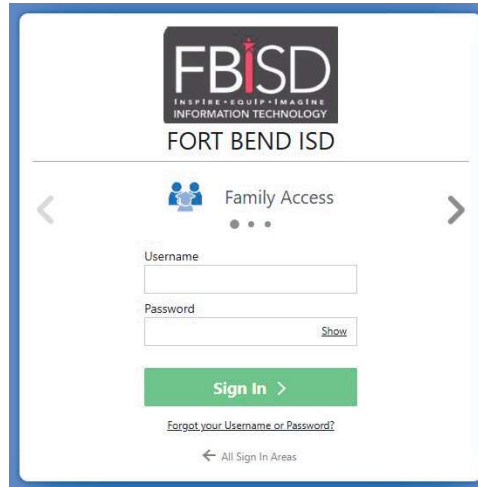 FBiSD
INSPIRE • EQUIP • IMAGINE
INFORMATION TECHNOLOGY
FORT BEND ISD
Family Access
Username
Password
Show
Sign In
Forgot your Username or Password?
All Sign In Areas